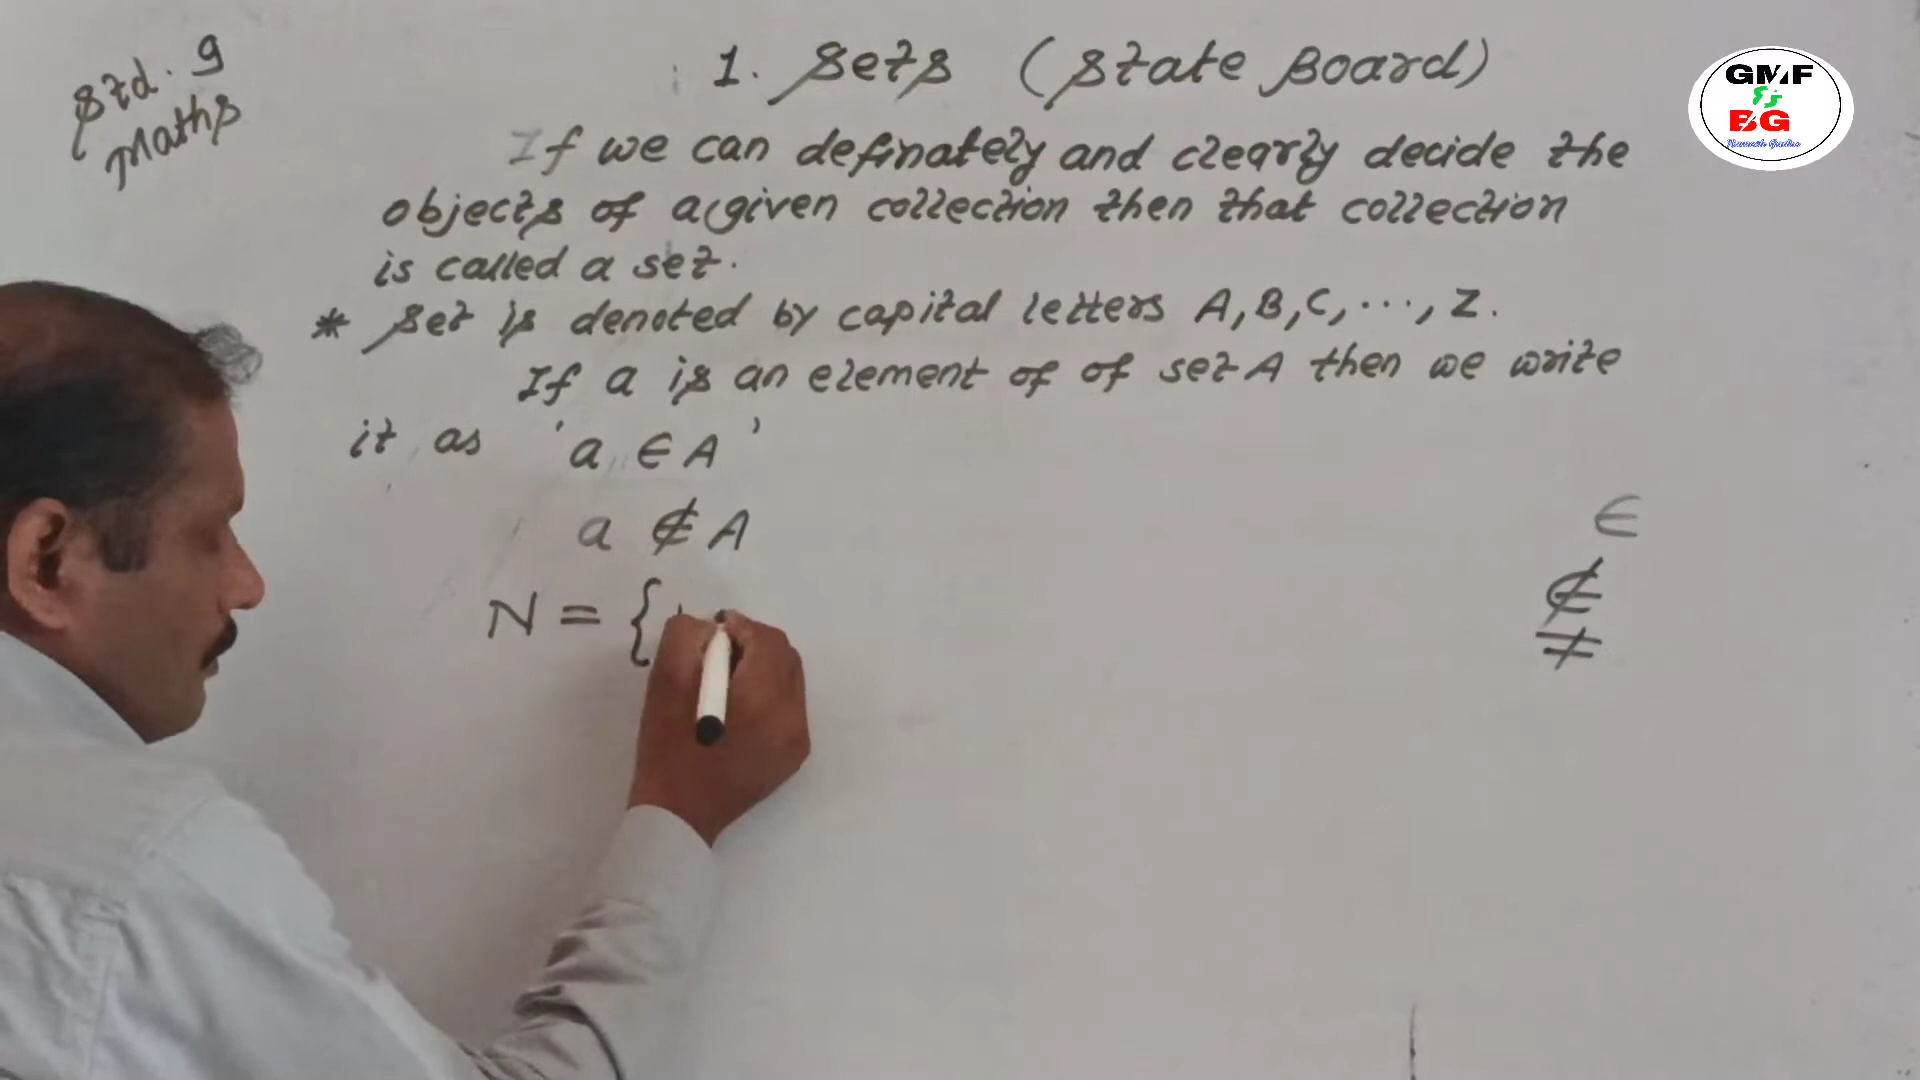 Std. 9
Maths
1. Sets (State Board)
If we can definately and clearly decide the
objects of a given collection then that collection
is called a set.
* Set is denoted by capital letters A, B, C, ..., Z.
If a is an element of of set A then we write
it as 'a ∈ A'
a ∉ A
N = {1
∈
∉
≠
GMF
BG